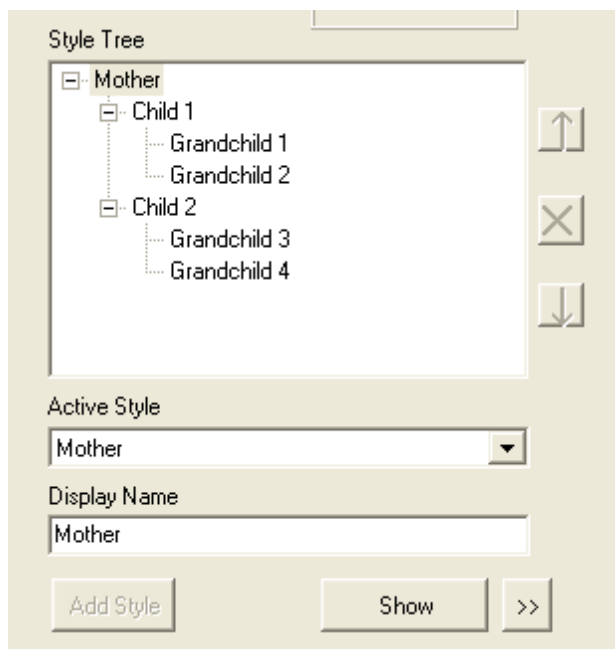 Style Tree
Mother
Child 1
Grandchild 1
Grandchild 2
Child 2
Grandchild 3
Grandchild 4
Active Style
Mother
Display Name
Mother
Add Style
Show
>>